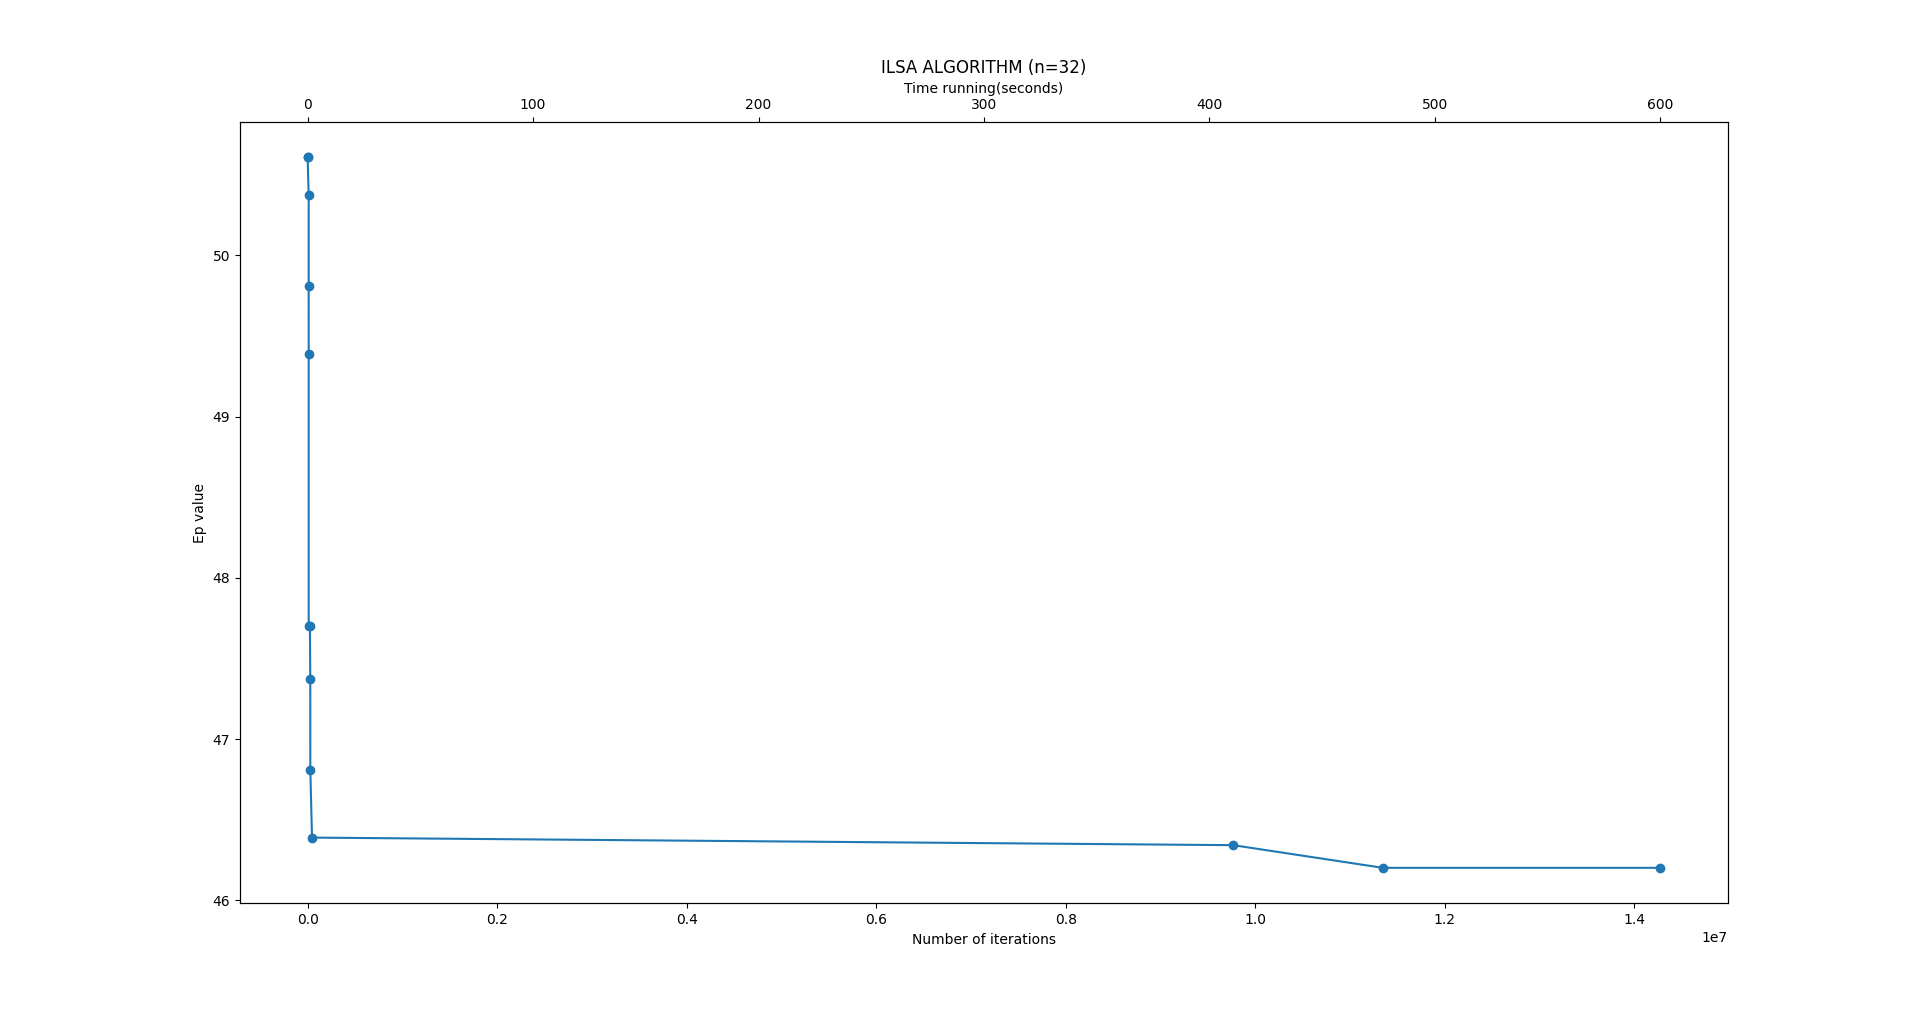 ILSA ALGORITHM (n=32)
Time running(seconds)
0 100 200 300 400 500 600
50
49
48
47
46
Ep value
0.0 0.2 0.4 0.6 0.8 1.0 1.2 1.4
Number of iterations
1e7